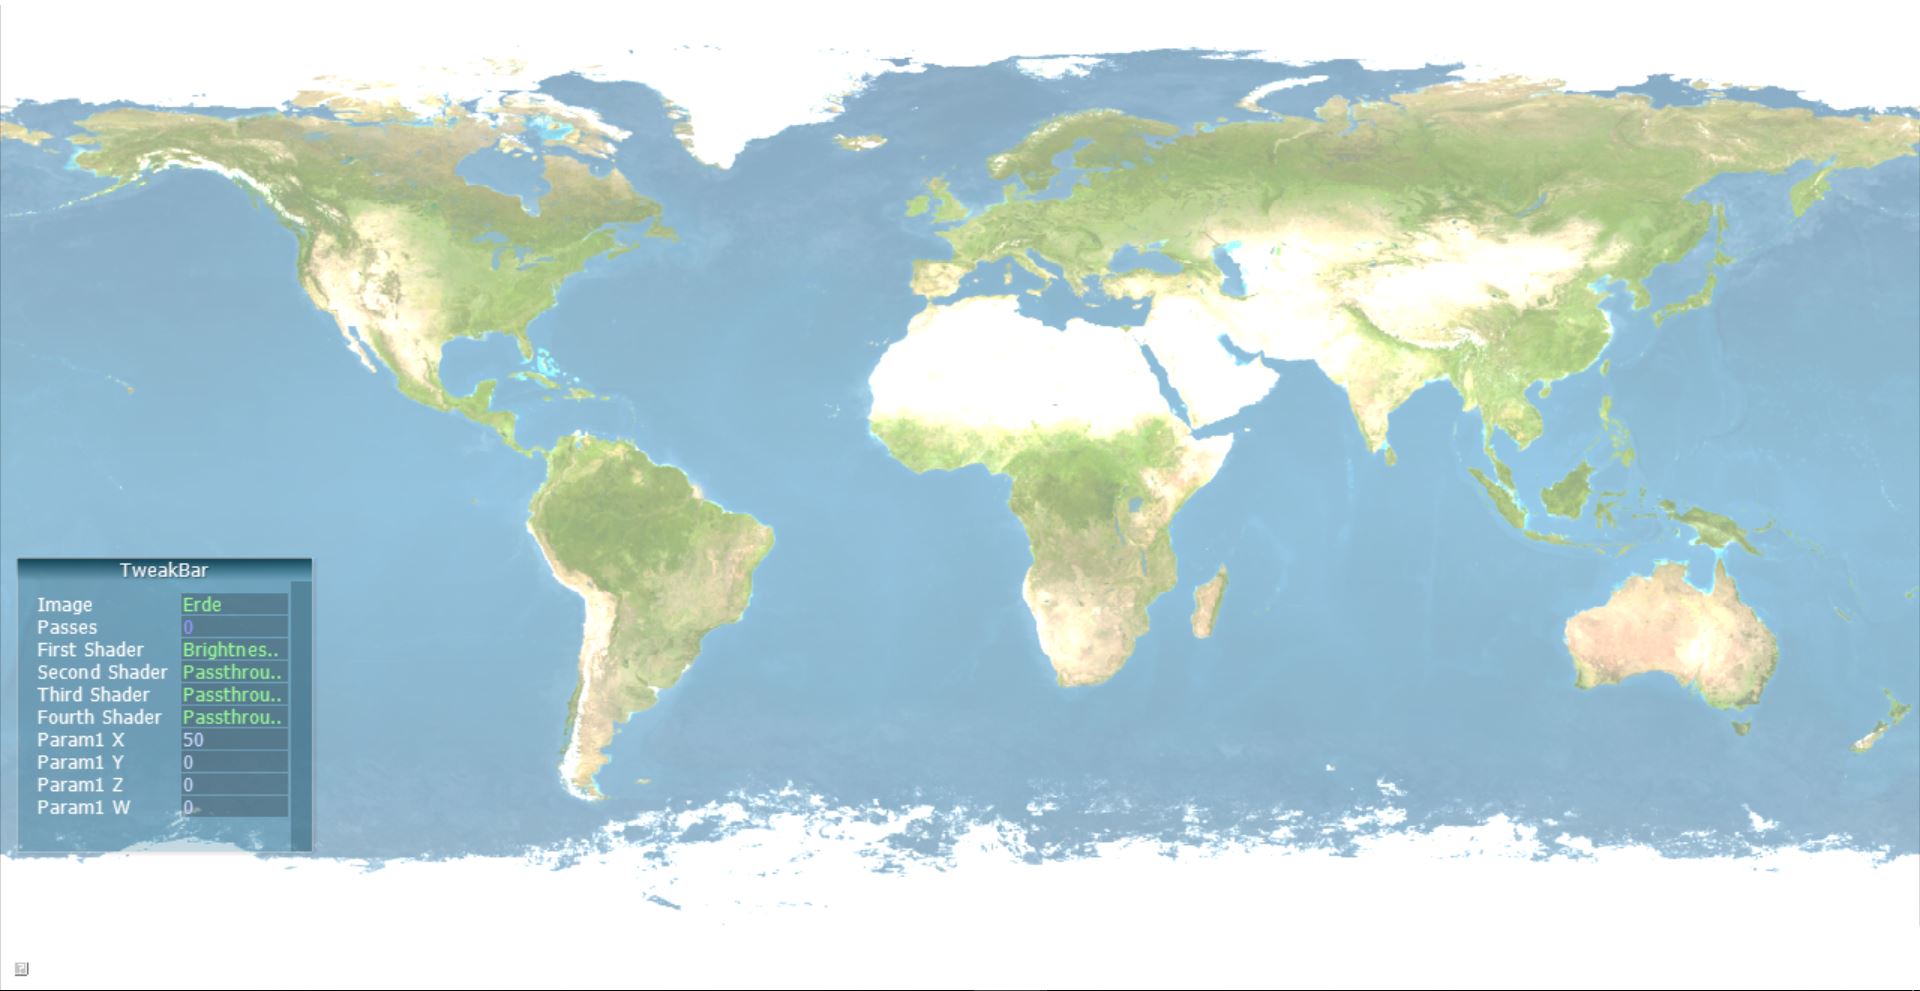 TweakBar
Image Erde
Passes 0
First Shader Brightnes..
Second Shader Passthrou..
Third Shader Passthrou..
Fourth Shader Passthrou..
Param1 X 50
Param1 Y 0
Param1 Z 0
Param1 W 0